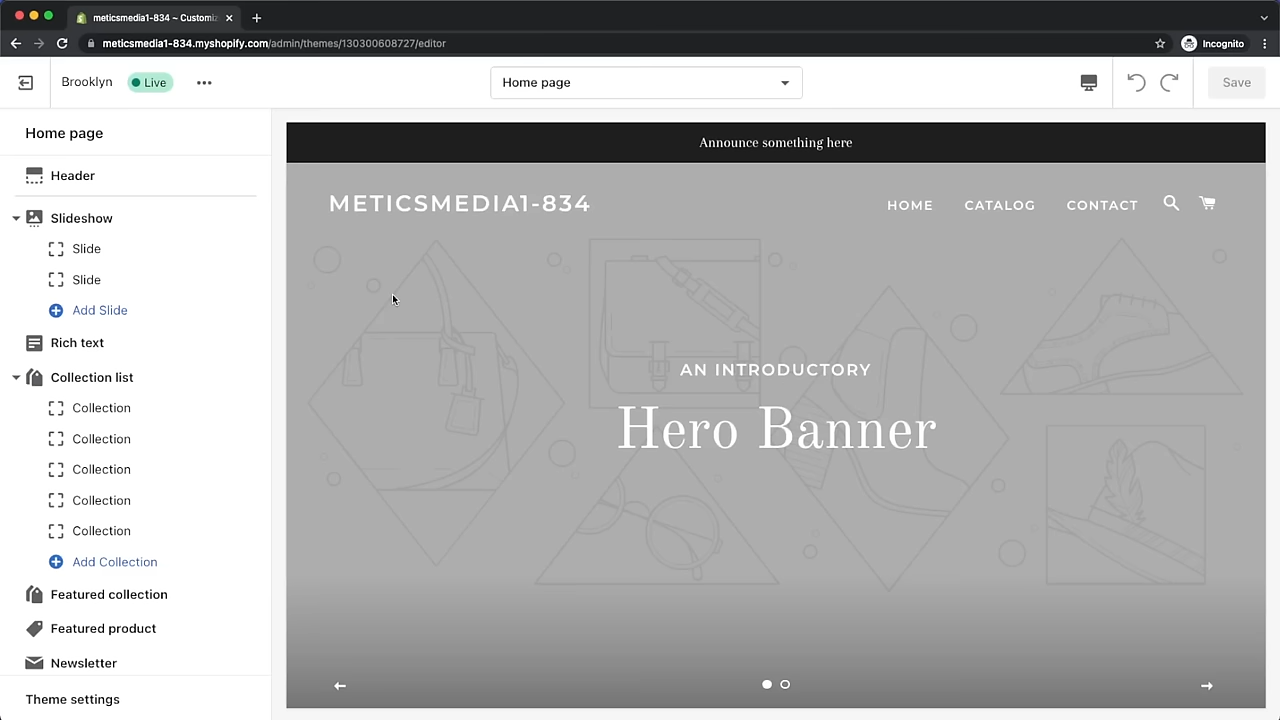 meticsmedia1-834 ~ Customiz
meticsmedia1-834.myshopify.com/admin/themes/130300608727/editor
Incognito
Brooklyn
Live
Home page
Save
Home page
Header
Slideshow
Slide
Slide
Add Slide
Rich text
Collection list
Collection
Collection
Collection
Collection
Collection
Add Collection
Featured collection
Featured product
Newsletter
Theme settings
Announce something here
METICSMEDIA1-834
HOME CATALOG CONTACT
AN INTRODUCTORY
Hero Banner